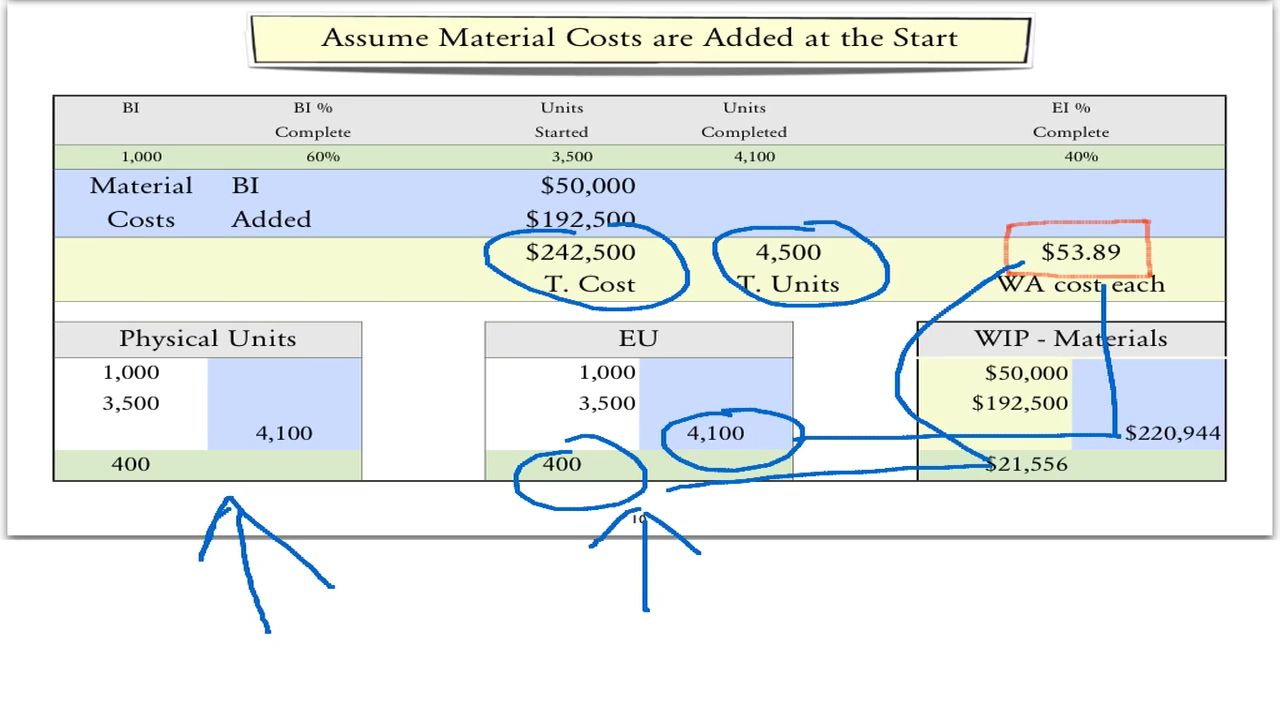 Assume Material Costs are Added at the Start
BI BI % Units Units EI %
Complete Started Completed Complete
1,000 60% 3,500 4,100 40%
Material BI $50,000
Costs Added $192,500
$242,500 4,500 $53.89
T. Cost T. Units WA cost each
Physical Units EU WIP - Materials
1,000 1,000 $50,000
3,500 3,500 $192,500
4,100 4,100 $220,944
400 400 $21,556
10